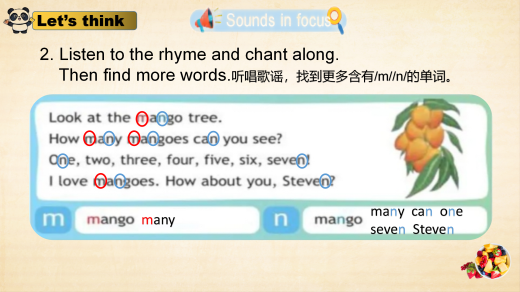 Let's think
Sounds in focus
2. Listen to the rhyme and chant along.
Then find more words.听唱歌谣，找到更多含有/m//n/的单词。
Look at the mango tree.
How many mangoes can you see?
One, two, three, four, five, six, seven!
I love mangoes. How about you, Steven?
m mango many n mango many can one
seven Steven